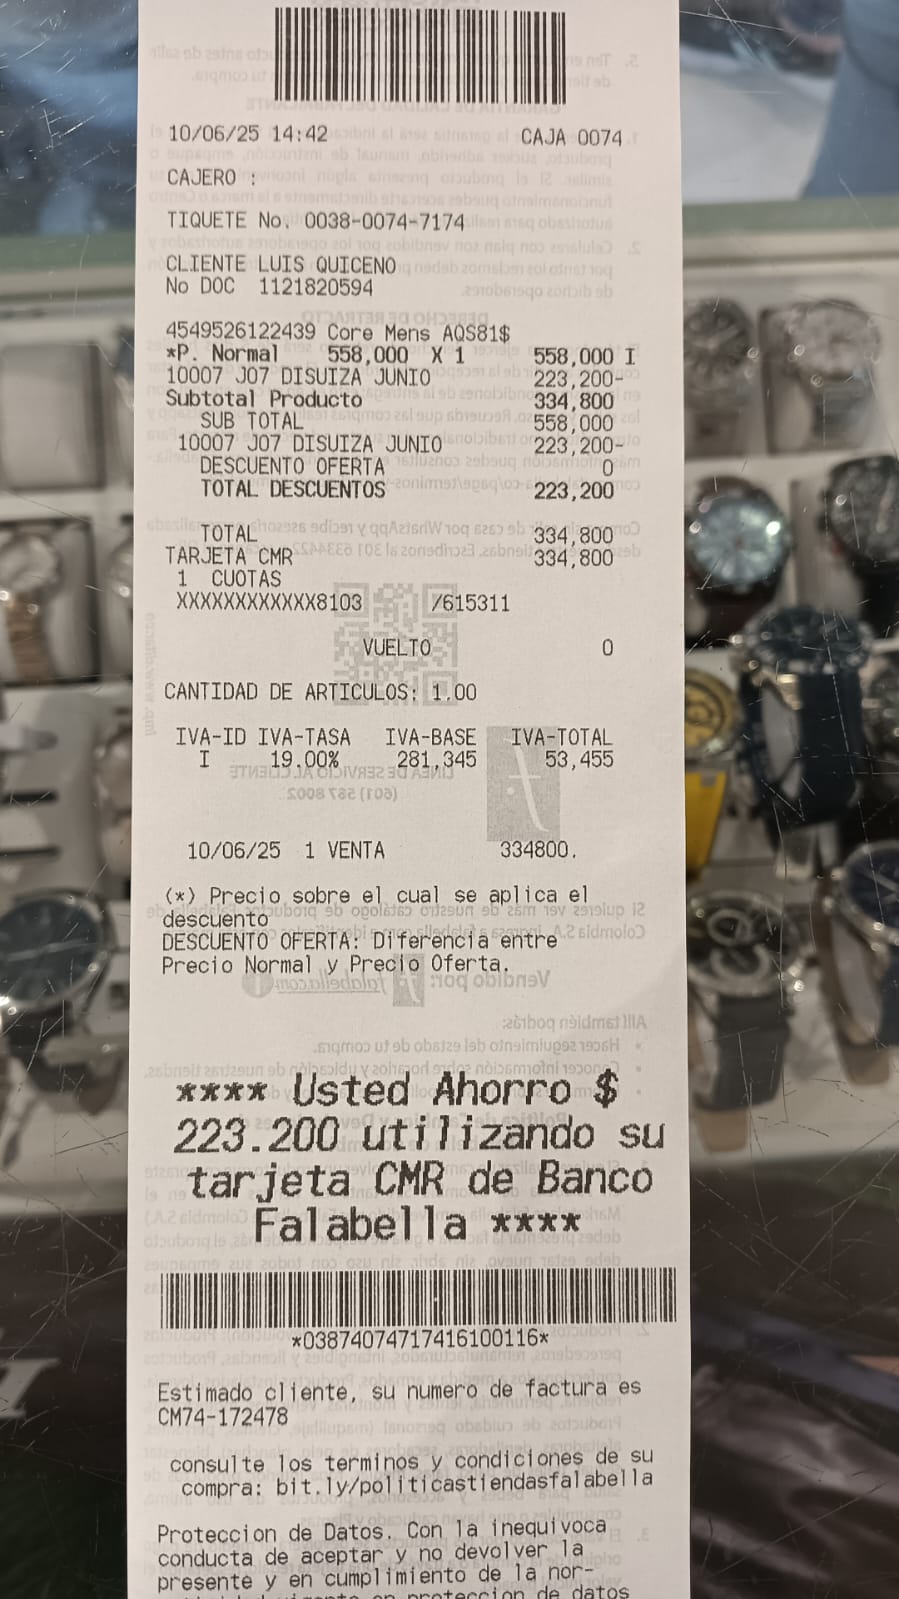 10/06/25 14:42 CAJA 0074
CAJERO :
TIQUETE No. 0038-0074-7174
CLIENTE LUIS QUICENO
No DOC 1121820594
4549526122439 Core Mens AQS81$
*P. Normal 558,000 X 1 558,000 I
10007 J07 DISUIZA JUNIO 223,200-
Subtotal Producto 334,800
SUB TOTAL 558,000
10007 J07 DISUIZA JUNIO 223,200-
DESCUENTO OFERTA 0
TOTAL DESCUENTOS 223,200
TOTAL 334,800
TARJETA CMR 334,800
1 CUOTAS
XXXXXXXXXXXX8103 /615311
VUELTO 0
CANTIDAD DE ARTICULOS: 1.00
IVA-ID IVA-TASA IVA-BASE IVA-TOTAL
I 19.00% 281,345 53,455
10/06/25 1 VENTA 334800.
(*) Precio sobre el cual se aplica el
descuento
DESCUENTO OFERTA: Diferencia entre
Precio Normal y Precio Oferta.
**** Usted Ahorro $
223.200 utilizando su
tarjeta CMR de Banco
Falabella ****
*03874074717416100116*
Estimado cliente, su numero de factura es
CM74-172478
consulte los terminos y condiciones de su
compra: bit.ly/politicastiendasfalabella
Proteccion de Datos. Con la inequivoca
conducta de aceptar y no devolver la
presente y en cumplimiento de la nor-
en proteccion de datos